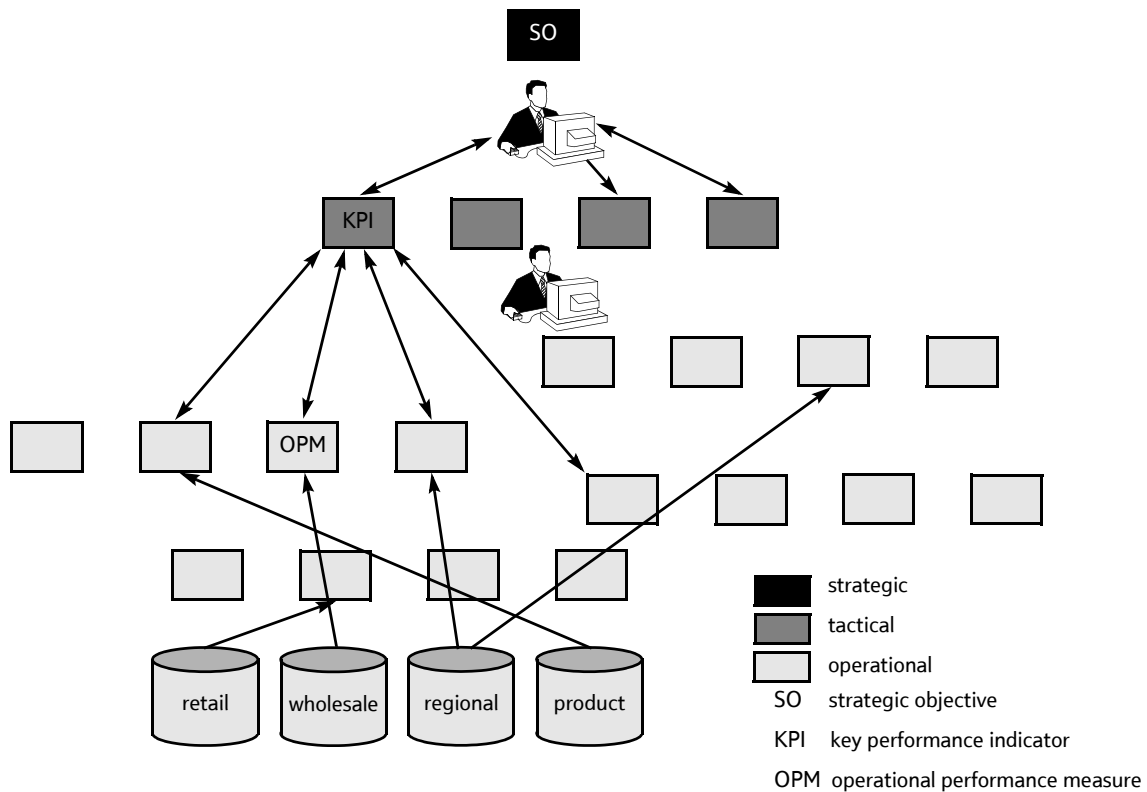 SO
KPI
OPM
retail
wholesale
regional
product
strategic
tactical
operational
SO strategic objective
KPI key performance indicator
OPM operational performance measure